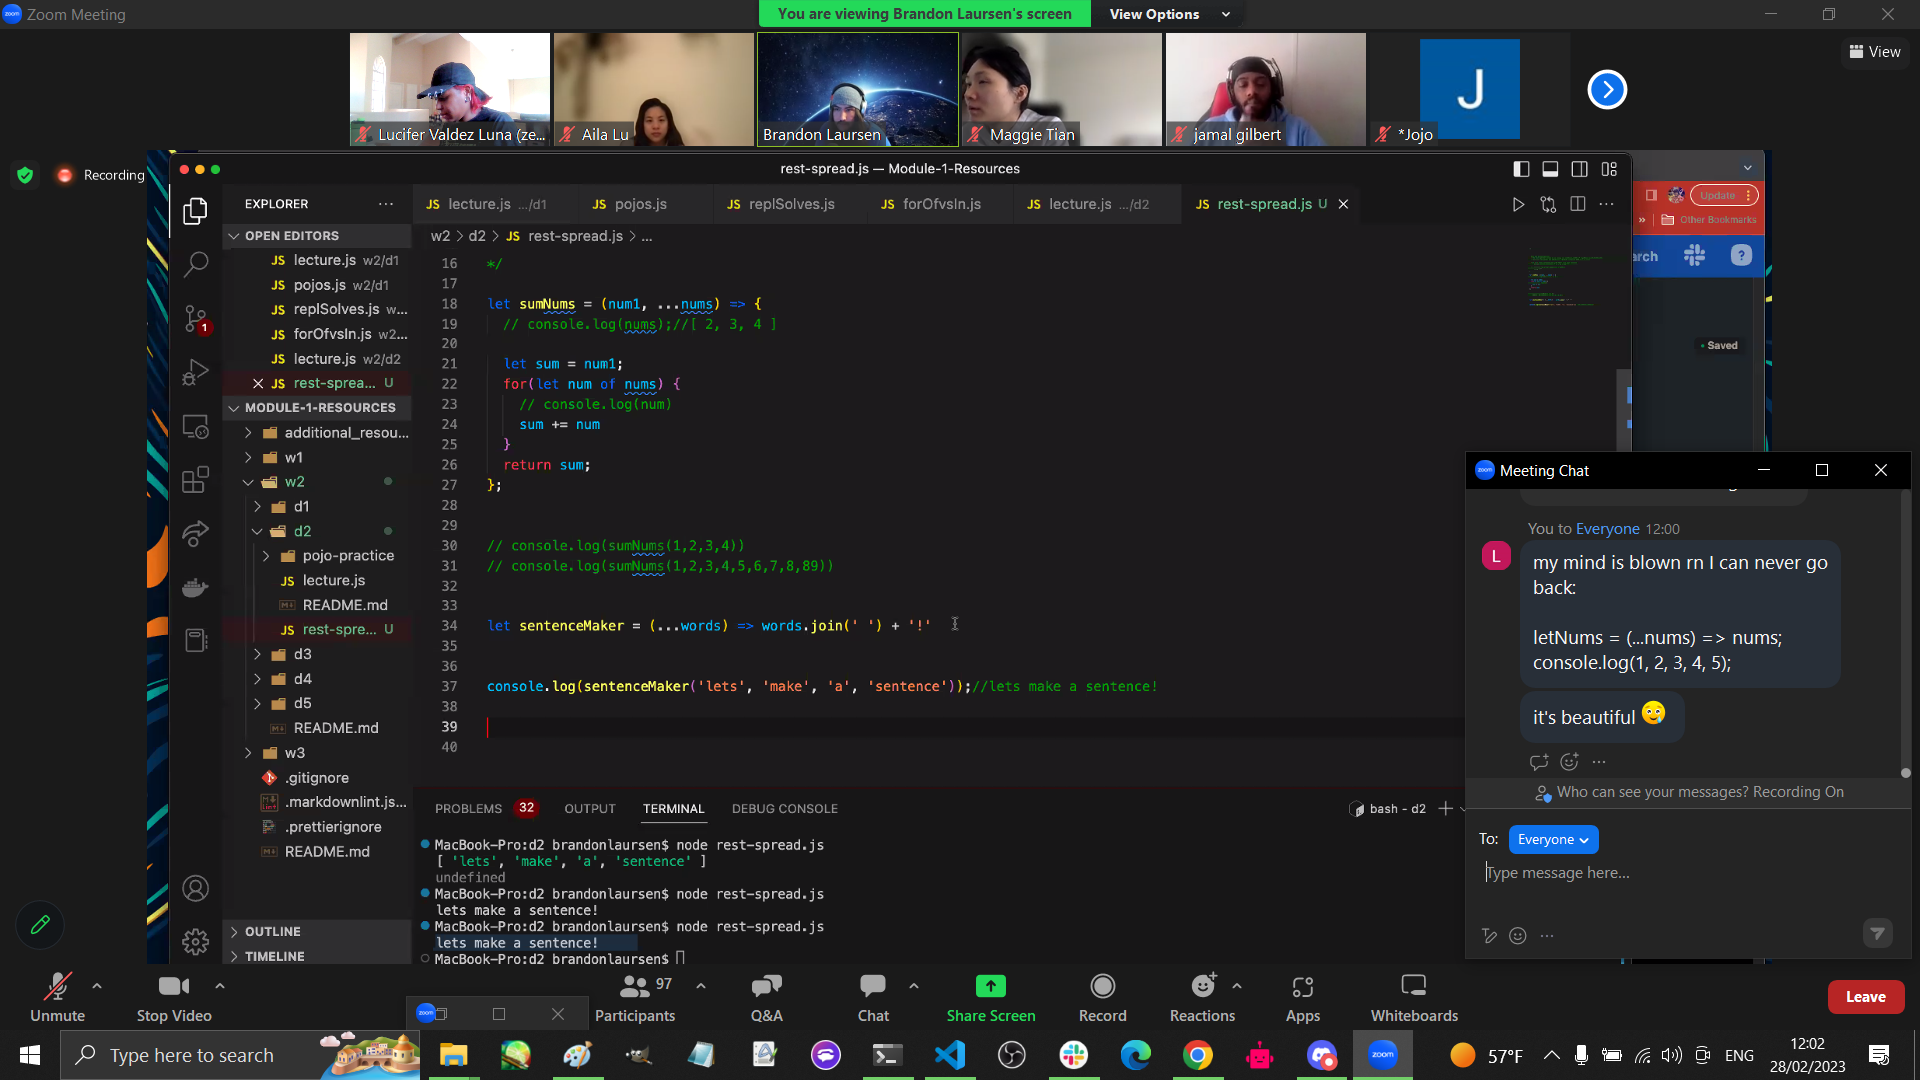 Zoom Meeting
You are viewing Brandon Laursen's screen
View Options
View
Lucifer Valdez Luna (ze...
Aila Lu
Brandon Laursen
Maggie Tian
jamal gilbert
J
*Jojo
Recording
rest-spread.js — Module-1-Resources
Update
Other Bookmarks
arch
Saved
EXPLORER
OPEN EDITORS
JS lecture.js w2/d1
JS pojos.js w2/d1
JS replSolves.js w...
JS forOfvsIn.js w2...
JS lecture.js w2/d2
JS rest-sprea... U
MODULE-1-RESOURCES
additional_resou...
w1
w2
d1
d2
pojo-practice
JS lecture.js
README.md
JS rest-spre... U
d3
d4
d5
README.md
w3
.gitignore
.markdownlint.js...
.prettierignore
README.md
OUTLINE
TIMELINE
JS lecture.js .../d1
JS pojos.js
JS replSolves.js
JS forOfvsIn.js
JS lecture.js .../d2
JS rest-spread.js U
w2 > d2 > JS rest-spread.js > ...
16 */
17
18 let sumNums = (num1, ...nums) => {
19 // console.log(nums);//[ 2, 3, 4 ]
20
21 let sum = num1;
22 for(let num of nums) {
23 // console.log(num)
24 sum += num
25 }
26 return sum;
27 };
28
29
30 // console.log(sumNums(1,2,3,4))
31 // console.log(sumNums(1,2,3,4,5,6,7,8,89))
32
33
34 let sentenceMaker = (...words) => words.join(' ') + '!'
35
36
37 console.log(sentenceMaker('lets', 'make', 'a', 'sentence'));//lets make a sentence!
38
39
40
PROBLEMS 32
OUTPUT
TERMINAL
DEBUG CONSOLE
bash - d2
MacBook-Pro:d2 brandonlaursen$ node rest-spread.js
[ 'lets', 'make', 'a', 'sentence' ]
undefined
MacBook-Pro:d2 brandonlaursen$ node rest-spread.js
lets make a sentence!
MacBook-Pro:d2 brandonlaursen$ node rest-spread.js
lets make a sentence!
MacBook-Pro:d2 brandonlaursen$
Meeting Chat
You to Everyone 12:00
L
my mind is blown rn I can never go
back:
letNums = (...nums) => nums;
console.log(1, 2, 3, 4, 5);
it's beautiful 🥲
Who can see your messages? Recording On
To: Everyone
Type message here...
Unmute
Stop Video
97
Participants
Q&A
Chat
Share Screen
Record
Reactions
Apps
Whiteboards
Leave
Type here to search
57°F
ENG
12:02
28/02/2023